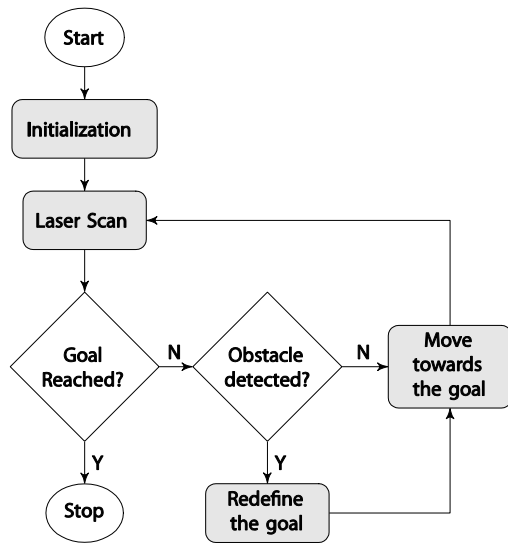 Start
Initialization
Laser Scan
Goal
Reached?
N
Obstacle
detected?
N
Move
towards
the goal
Y
Stop
Y
Redefine
the goal